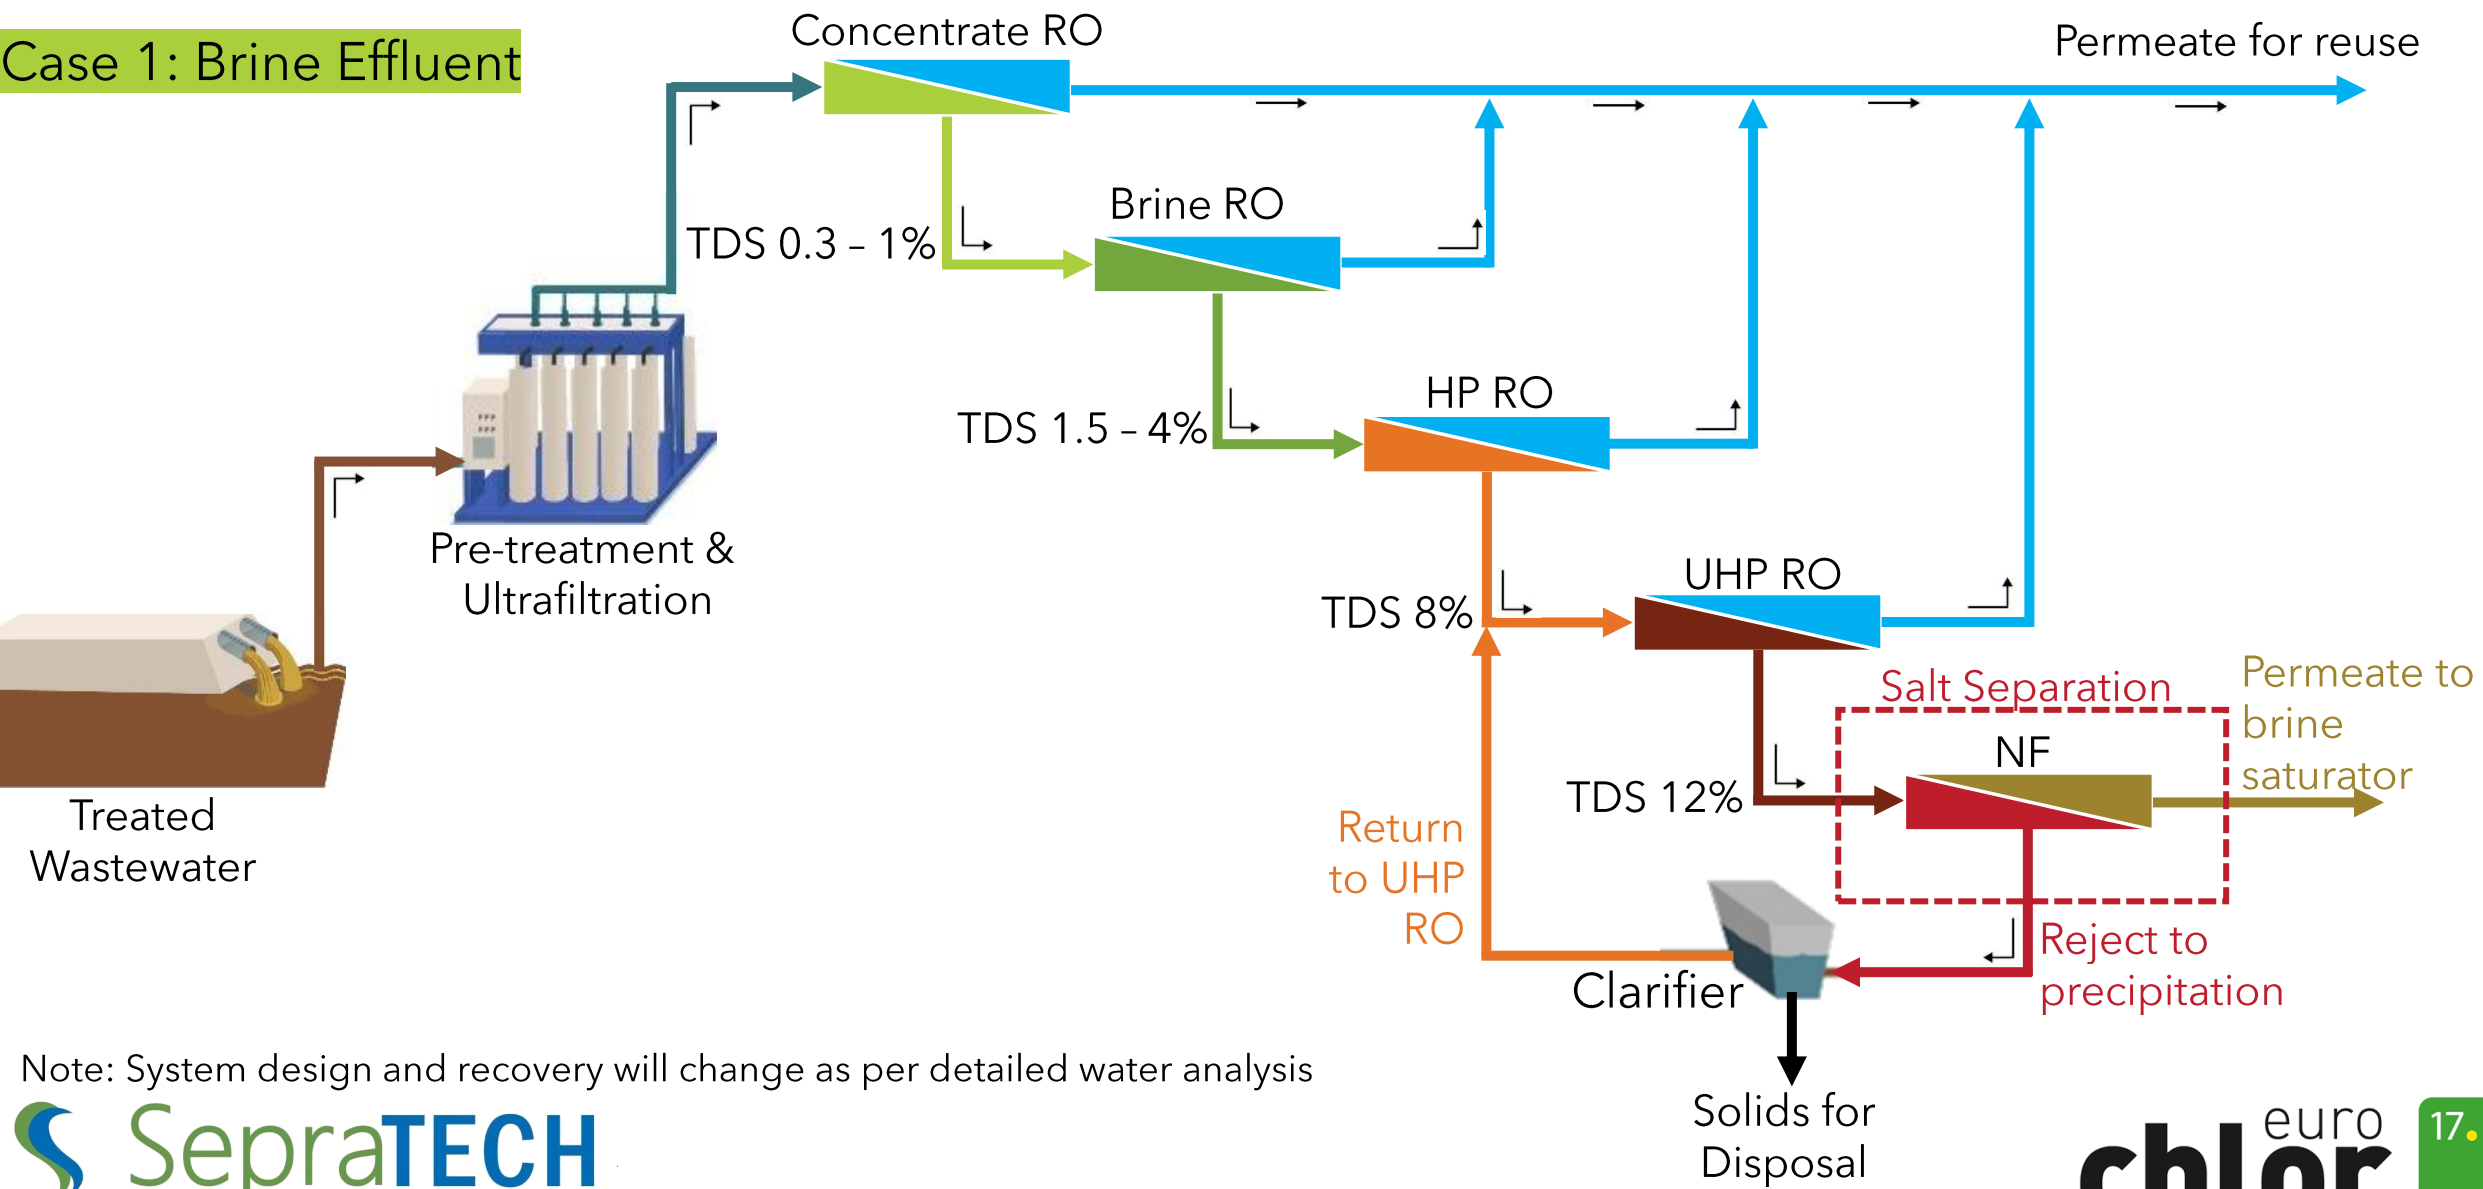 Case 1: Brine Effluent
Concentrate RO
Permeate for reuse
TDS 0.3 – 1%
Brine RO
TDS 1.5 – 4%
HP RO
Pre-treatment &
Ultrafiltration
TDS 8%
UHP RO
Salt Separation
Permeate to
brine
saturator
NF
TDS 12%
Treated
Wastewater
Return
to UHP
RO
Clarifier
Reject to
precipitation
Note: System design and recovery will change as per detailed water analysis
Solids for
Disposal
SepraTECH
euro
chlor
17.